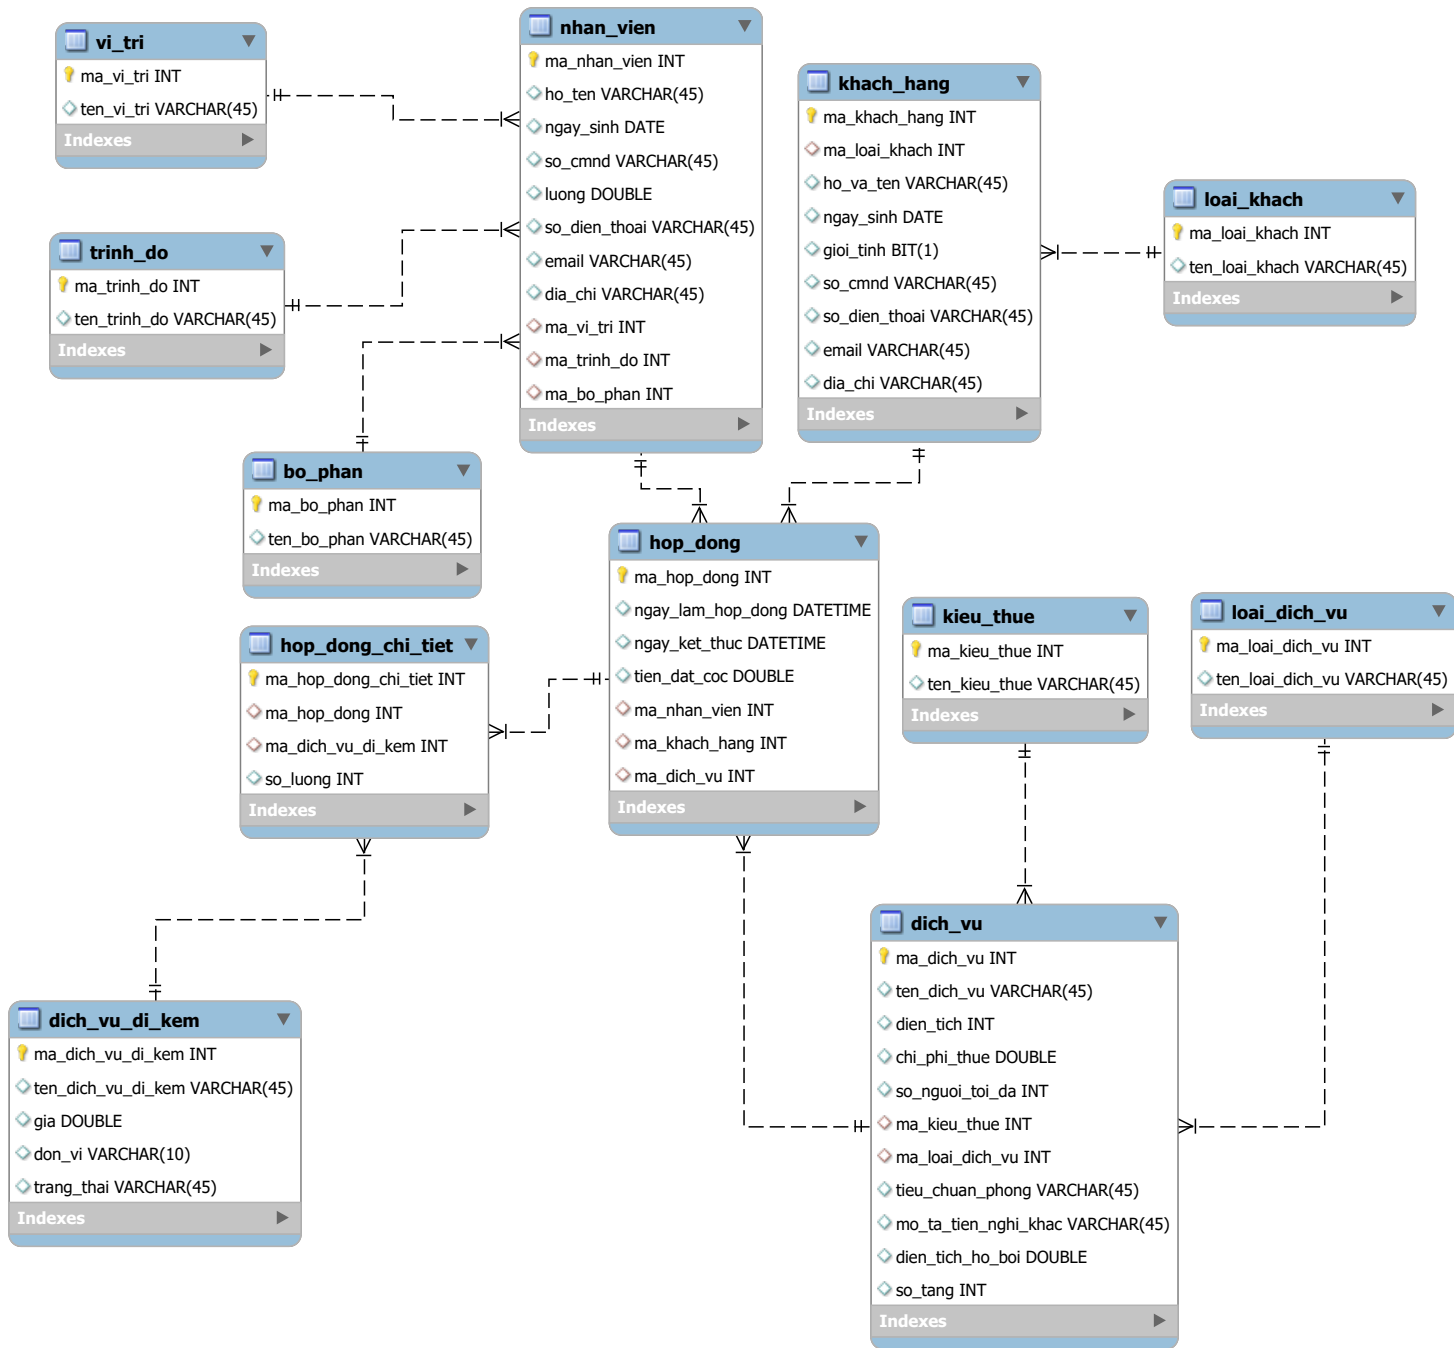 vi_tri
ma_vi_tri INT
ten_vi_tri VARCHAR(45)
Indexes
nhan_vien
ma_nhan_vien INT
ho_ten VARCHAR(45)
ngay_sinh DATE
so_cmnd VARCHAR(45)
luong DOUBLE
so_dien_thoai VARCHAR(45)
email VARCHAR(45)
dia_chi VARCHAR(45)
ma_vi_tri INT
ma_trinh_do INT
ma_bo_phan INT
Indexes
khach_hang
ma_khach_hang INT
ma_loai_khach INT
ho_va_ten VARCHAR(45)
ngay_sinh DATE
gioi_tinh BIT(1)
so_cmnd VARCHAR(45)
so_dien_thoai VARCHAR(45)
email VARCHAR(45)
dia_chi VARCHAR(45)
Indexes
loai_khach
ma_loai_khach INT
ten_loai_khach VARCHAR(45)
Indexes
trinh_do
ma_trinh_do INT
ten_trinh_do VARCHAR(45)
Indexes
bo_phan
ma_bo_phan INT
ten_bo_phan VARCHAR(45)
Indexes
hop_dong
ma_hop_dong INT
ngay_lam_hop_dong DATETIME
ngay_ket_thuc DATETIME
tien_dat_coc DOUBLE
ma_nhan_vien INT
ma_khach_hang INT
ma_dich_vu INT
Indexes
hop_dong_chi_tiet
ma_hop_dong_chi_tiet INT
ma_hop_dong INT
ma_dich_vu_di_kem INT
so_luong INT
Indexes
kieu_thue
ma_kieu_thue INT
ten_kieu_thue VARCHAR(45)
Indexes
loai_dich_vu
ma_loai_dich_vu INT
ten_loai_dich_vu VARCHAR(45)
Indexes
dich_vu
ma_dich_vu INT
ten_dich_vu VARCHAR(45)
dien_tich INT
chi_phi_thue DOUBLE
so_nguoi_toi_da INT
ma_kieu_thue INT
ma_loai_dich_vu INT
tieu_chuan_phong VARCHAR(45)
mo_ta_tien_nghi_khac VARCHAR(45)
dien_tich_ho_boi DOUBLE
so_tang INT
Indexes
dich_vu_di_kem
ma_dich_vu_di_kem INT
ten_dich_vu_di_kem VARCHAR(45)
gia DOUBLE
don_vi VARCHAR(10)
trang_thai VARCHAR(45)
Indexes